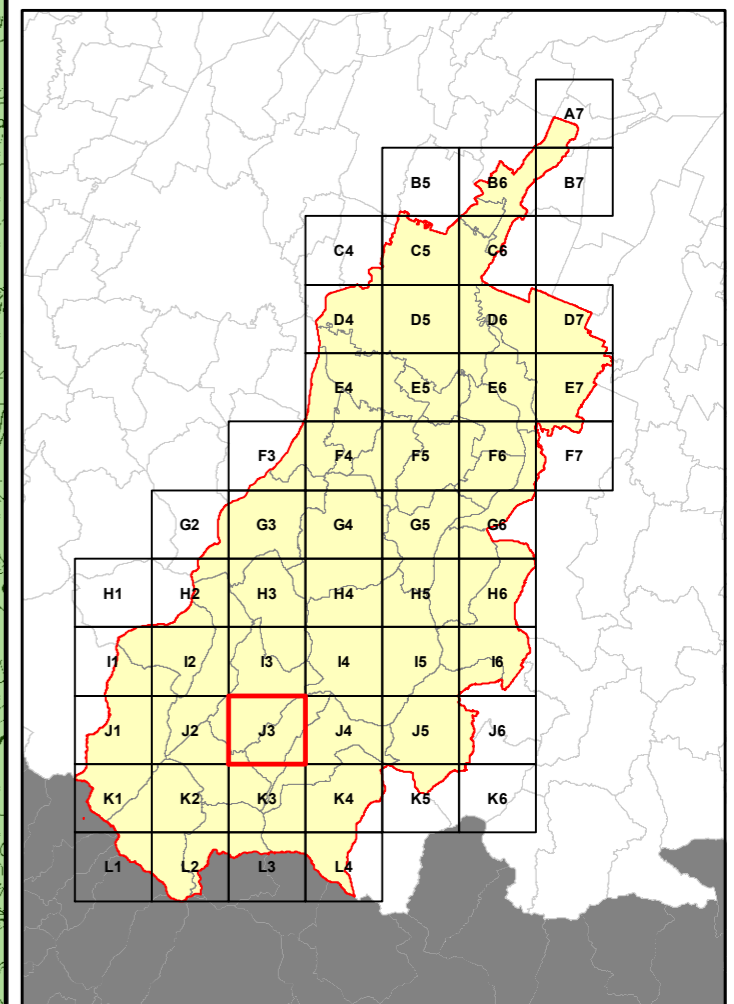 A7
B5 B6 B7
C4 C5 C6
D4 D5 D6 D7
E4 E5 E6 E7
F3 F4 F5 F6 F7
G2 G3 G4 G5 G6
H1 H2 H3 H4 H5 H6
I1 I2 I3 I4 I5 I6
J1 J2 J3 J4 J5 J6
K1 K2 K3 K4 K5 K6
L1 L2 L3 L4